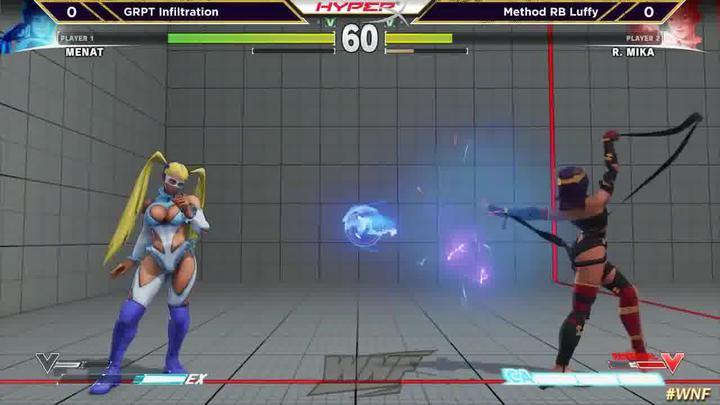 0 GRPT Infiltration HYPER Method RB Luffy 0
PLAYER 1 60 PLAYER 2
MENAT R. MIKA
V EX WNF CA V
#WNF